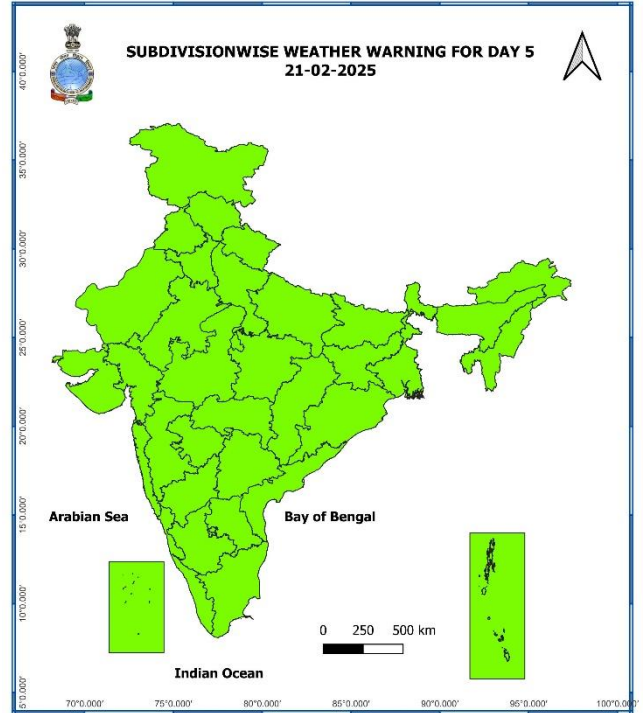 SUBDIVISIONWISE WEATHER WARNING FOR DAY 5
21-02-2025
40°0.000'
35°0.000'
30°0.000'
25°0.000'
20°0.000'
15°0.000'
10°0.000'
5°0.000'
Arabian Sea
Bay of Bengal
0 250 500 km
Indian Ocean
70°0.000' 75°0.000' 80°0.000' 85°0.000' 90°0.000' 95°0.000' 100°0.000'